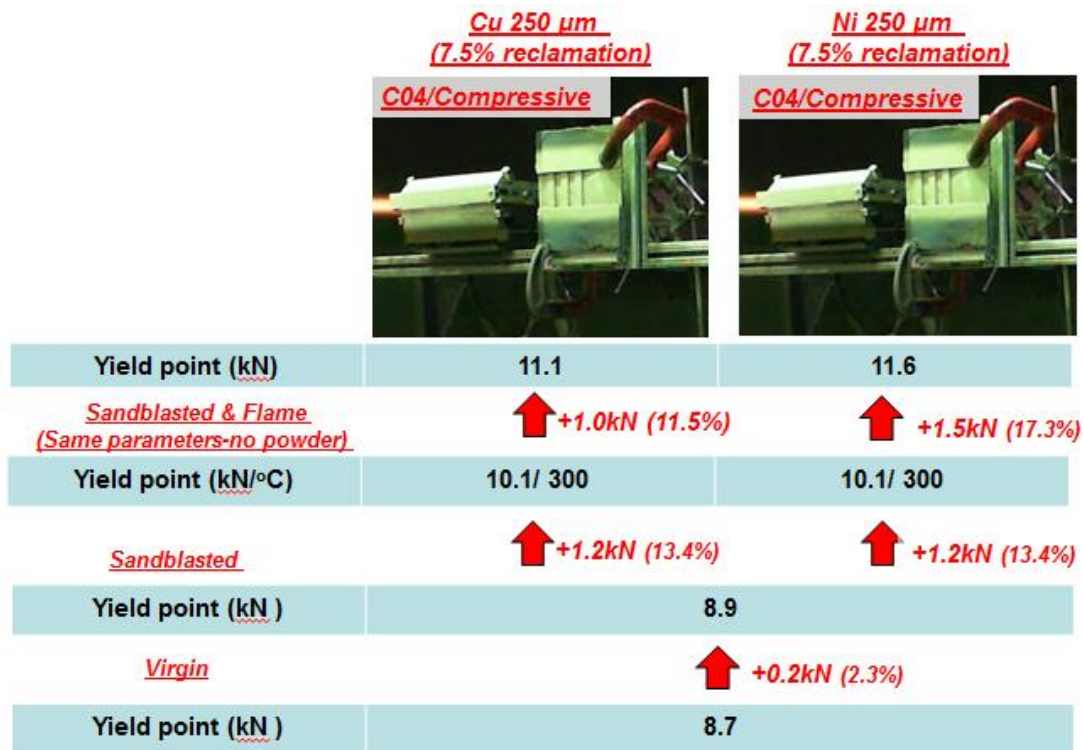 Cu 250 µm
(7.5% reclamation)
Ni 250 µm
(7.5% reclamation)
C04/Compressive
C04/Compressive
Yield point (kN) 11.1 11.6
Sandblasted & Flame
(Same parameters-no powder)
+1.0kN (11.5%) +1.5kN (17.3%)
Yield point (kN/°C) 10.1/ 300 10.1/ 300
Sandblasted +1.2kN (13.4%) +1.2kN (13.4%)
Yield point (kN ) 8.9
Virgin +0.2kN (2.3%)
Yield point (kN ) 8.7